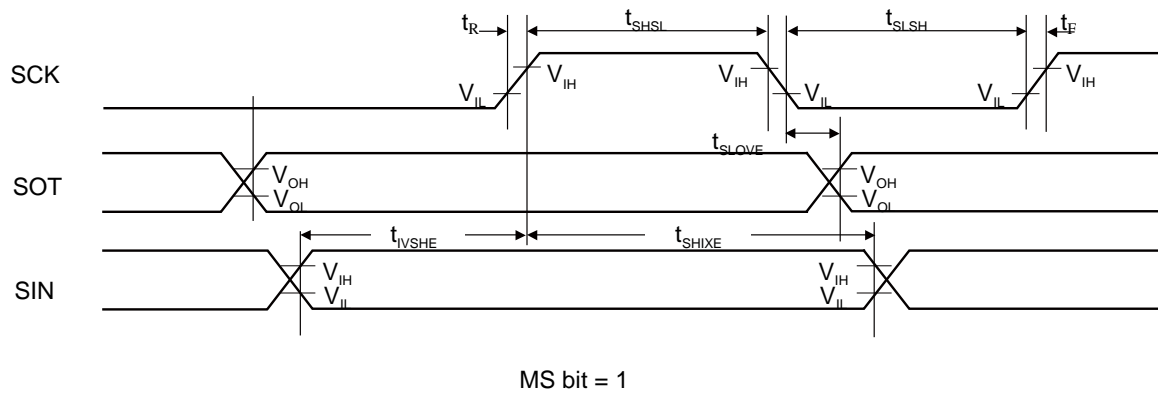 tR tSHSL tSLSH tF
SCK VIH VIH VIH
VIL VIL VIL
tSLOVE
SOT VOH VOH
VOL VOL
tIVSHE tSHIXE
SIN VIH VIH
VIL VIL
MS bit = 1